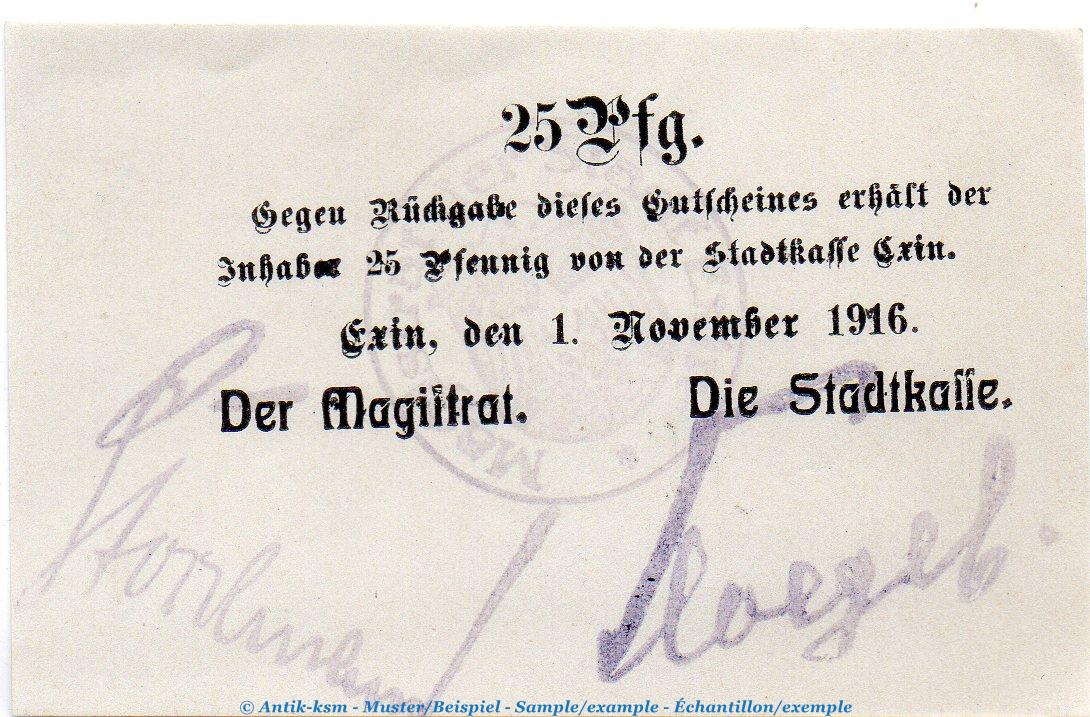 25 Pfg.
Gegen Rückgabe dieses Gutscheines erhält der
Inhaber 25 Pfennig von der Stadtkasse Exin.
Exin, den 1. November 1916.
Der Magistrat. Die Stadtkasse.
© Antik-ksm - Muster/Beispiel - Sample/example - Échantillon/exemple